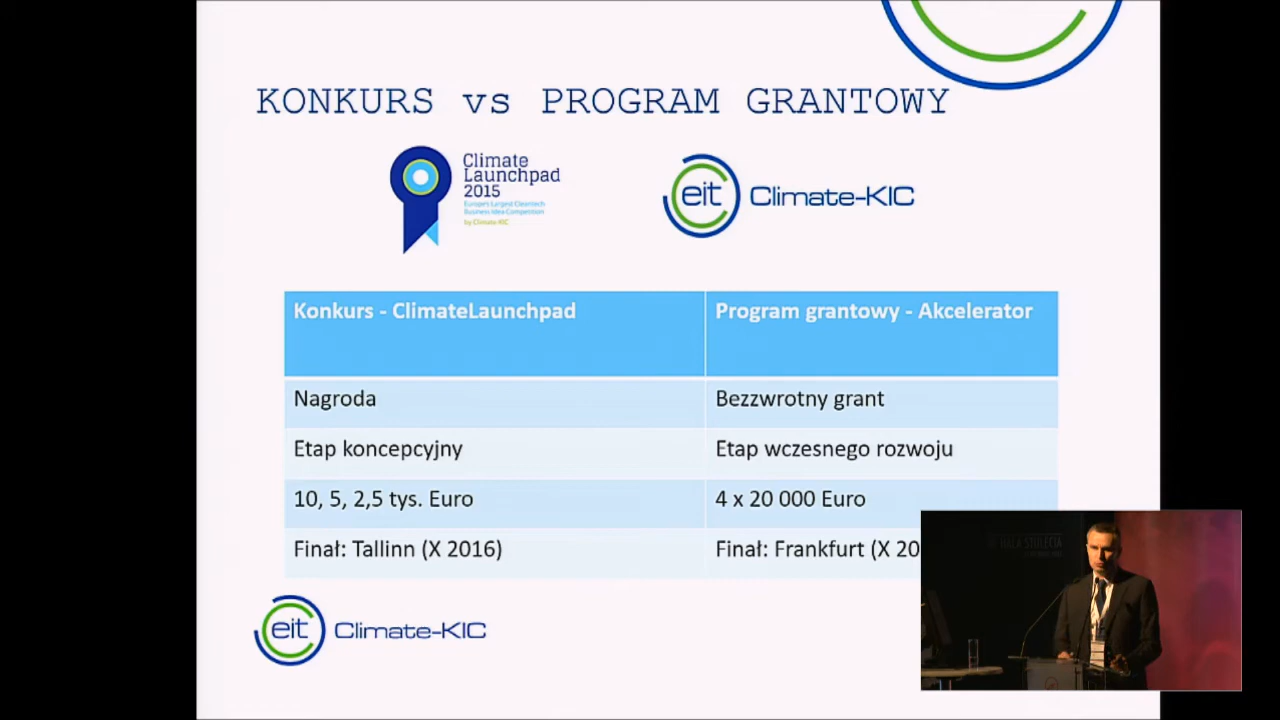 KONKURS vs PROGRAM GRANTOWY
Climate
Launchpad
2015
Europe's Largest Cleantech
Business Idea Competition
by Climate-KIC
eit Climate-KIC
Konkurs - ClimateLaunchpad
Program grantowy - Akcelerator
Nagroda
Bezzwrotny grant
Etap koncepcyjny
Etap wczesnego rozwoju
10, 5, 2,5 tys. Euro
4 x 20 000 Euro
Finał: Tallinn (X 2016)
Finał: Frankfurt (X 20
eit Climate-KIC
HALA STULECIA